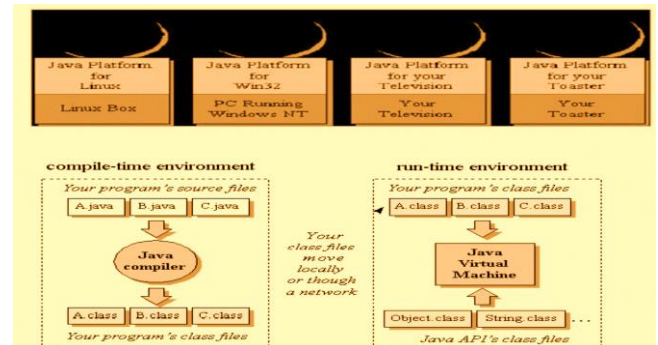 Java Platform
for
Linux
Linux Box
Java Platform
for
Win32
PC Running
Windows NT
Java Platform
for your
Television
Your
Television
Java Platform
for your
Toaster
Your
Toaster
compile-time environment
Your program's source files
A.java B.java C.java
Java
compiler
A.class B.class C.class
Your program's class files
Your
class files
move
locally
or though
a network
run-time environment
Your program's class files
A.class B.class C.class
Java
Virtual
Machine
Object.class String.class ...
Java API's class files